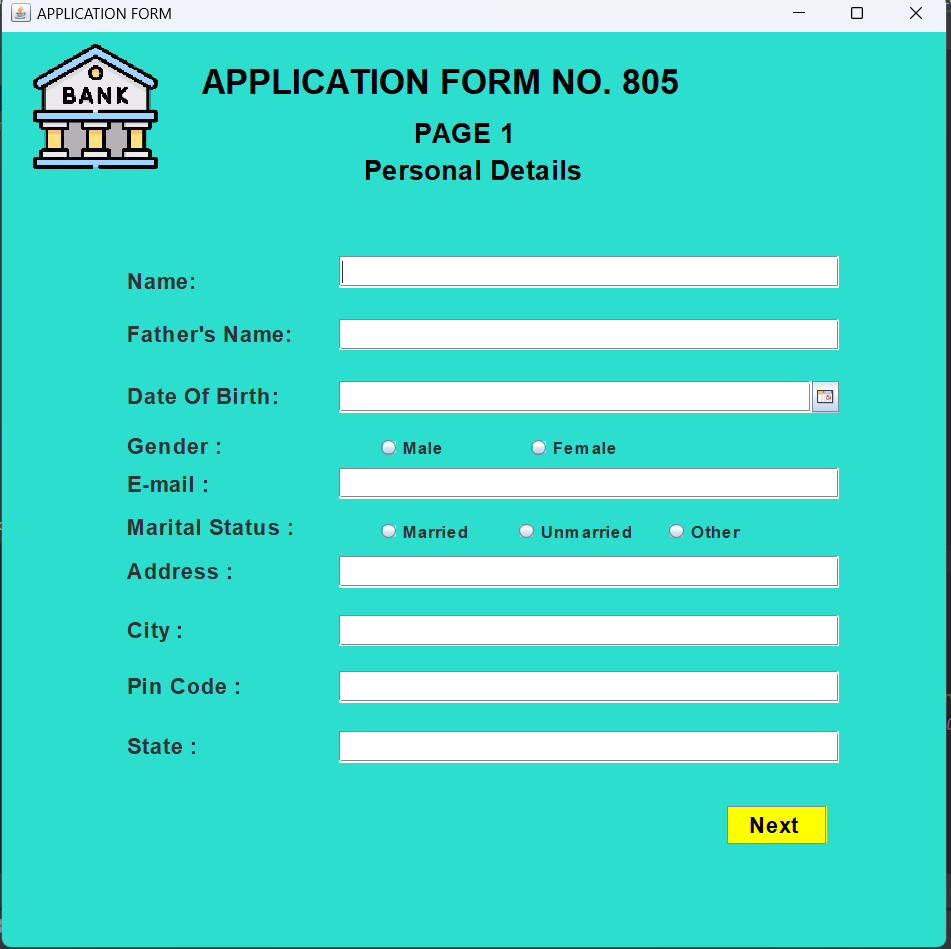 APPLICATION FORM
BANK
APPLICATION FORM NO. 805
PAGE 1
Personal Details
Name:
Father's Name:
Date Of Birth:
Gender : Male Female
E-mail :
Marital Status : Married Unmarried Other
Address :
City :
Pin Code :
State :
Next